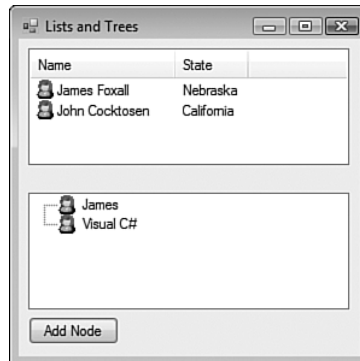 Lists and Trees
Name State
James Foxall Nebraska
John Cocktosen California
James
Visual C#
Add Node